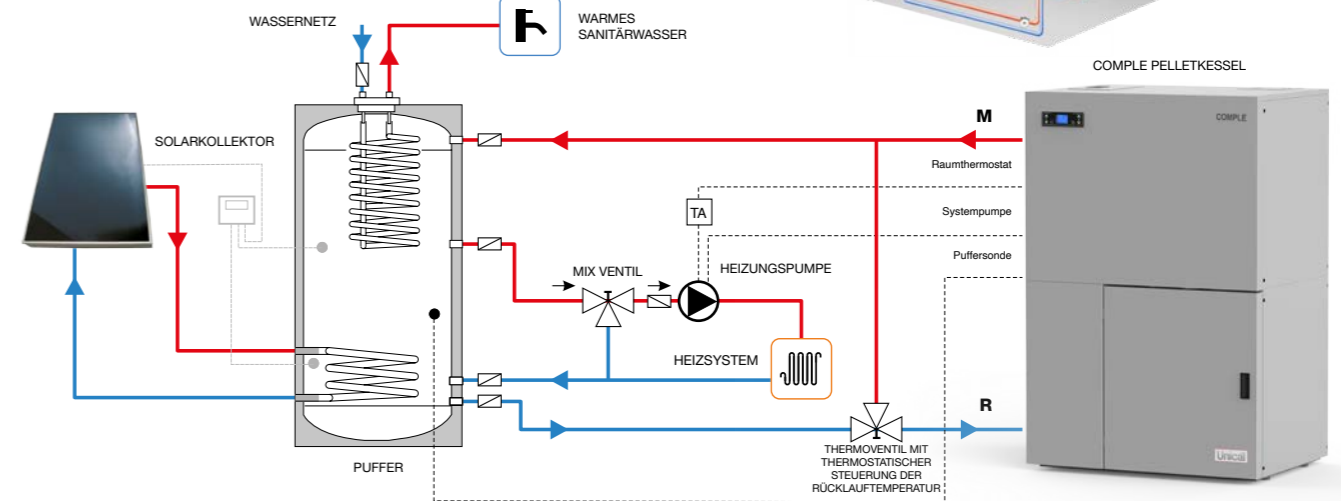 WASSERNETZ
WARMES
SANITÄRWASSER
COMPLE PELLETKESSEL
SOLARKOLLEKTOR
M
COMPLE
Raumthermostat
TA
Systempumpe
Puffersonde
MIX VENTIL
HEIZUNGSPUMPE
HEIZSYSTEM
R
THERMOVENTIL MIT
THERMOSTATISCHER
STEUERUNG DER
RÜCKLAUFTEMPERATUR
PUFFER
Unical